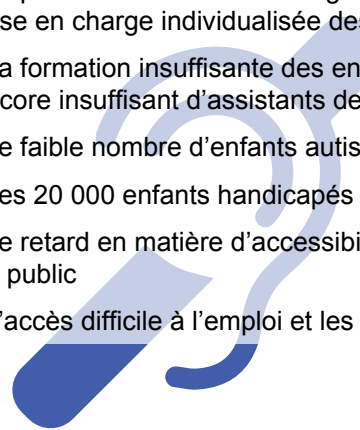 se en charge individualisée des
a formation insuffisante des en
core insuffisant d’assistants de
e faible nombre d’enfants autis
es 20 000 enfants handicapés
e retard en matière d’accessibi
public
’accès difficile à l’emploi et les